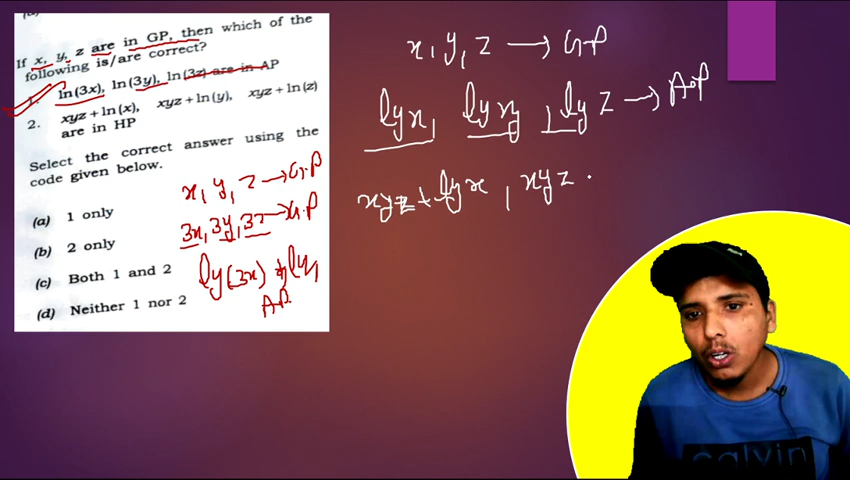 If x, y, z are in GP, then which of the
following is/are correct?
1. ln(3x), ln(3y), ln(3z) are in AP
2. xyz + ln(x), xyz + ln(y), xyz + ln(z)
are in HP
Select the correct answer using the
code given below.
(a) 1 only
(b) 2 only
(c) Both 1 and 2
(d) Neither 1 nor 2
x, y, z → G.P
3x, 3y, 3z → G.P
AP
x, y, z → G.P
z → A.P
calvin